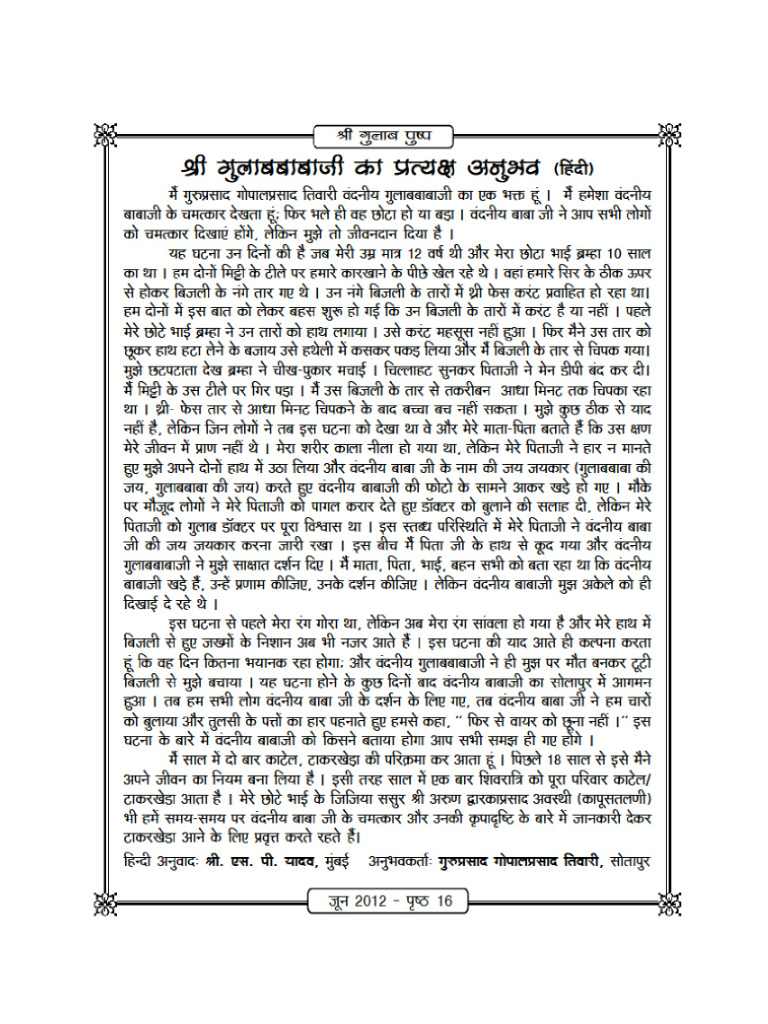 श्री गुलाब पुष्प
श्री गुलाबबाबाजी का प्रत्यक्ष अनुभव (हिंदी)
मैं गुरुप्रसाद गोपालप्रसाद तिवारी वंदनीय गुलाबबाबाजी का एक भक्त हूं । मैं हमेशा वंदनीय
बाबाजी के चमत्कार देखता हूं; फिर भले ही वह छोटा हो या बड़ा । वंदनीय बाबा जी ने आप सभी लोगों
को चमत्कार दिखाएं होंगे, लेकिन मुझे तो जीवनदान दिया है ।
यह घटना उन दिनों की है जब मेरी उम्र मात्र 12 वर्ष थी और मेरा छोटा भाई ब्रम्हा 10 साल
का था । हम दोनों मिट्टी के टीले पर हमारे कारखाने के पीछे खेल रहे थे । वहां हमारे सिर के ठीक ऊपर
से होकर बिजली के नंगे तार गए थे । उन नंगे बिजली के तारों में थ्री फेस करंट प्रवाहित हो रहा था।
हम दोनों में इस बात को लेकर बहस शुरू हो गई कि उन बिजली के तारों में करंट है या नहीं । पहले
मेरे छोटे भाई ब्रम्हा ने उन तारों को हाथ लगाया । उसे करंट महसूस नहीं हुआ । फिर मैने उस तार को
छूकर हाथ हटा लेने के बजाय उसे हथेली में कसकर पकड़ लिया और मैं बिजली के तार से चिपक गया।
मुझे छटपटाता देख ब्रम्हा ने चीख-पुकार मचाई । चिल्लाहट सुनकर पिताजी ने मेन डीपी बंद कर दी।
मैं मिट्टी के उस टीले पर गिर पड़ा । मैं उस बिजली के तार से तकरीबन आधा मिनट तक चिपका रहा
था । थ्री- फेस तार से आधा मिनट चिपकने के बाद बच्चा बच नहीं सकता । मुझे कुछ ठीक से याद
नहीं है, लेकिन जिन लोगों ने तब इस घटना को देखा था वे और मेरे माता-पिता बताते हैं कि उस क्षण
मेरे जीवन में प्राण नहीं थे । मेरा शरीर काला नीला हो गया था, लेकिन मेरे पिताजी ने हार न मानते
हुए मुझे अपने दोनों हाथ में उठा लिया और वंदनीय बाबा जी के नाम की जय जयकार (गुलाबबाबा की
जय, गुलाबबाबा की जय) करते हुए वंदनीय बाबाजी की फोटो के सामने आकर खड़े हो गए । मौके
पर मौजूद लोगों ने मेरे पिताजी को पागल करार देते हुए डॉक्टर को बुलाने की सलाह दी, लेकिन मेरे
पिताजी को गुलाब डॉक्टर पर पूरा विश्वास था । इस स्तब्ध परिस्थिति में मेरे पिताजी ने वंदनीय बाबा
जी की जय जयकार करना जारी रखा । इस बीच मैं पिता जी के हाथ से कूद गया और वंदनीय
गुलाबबाबाजी ने मुझे साक्षात दर्शन दिए । मैं माता, पिता, भाई, बहन सभी को बता रहा था कि वंदनीय
बाबाजी खड़े हैं, उन्हें प्रणाम कीजिए, उनके दर्शन कीजिए । लेकिन वंदनीय बाबाजी मुझ अकेले को ही
दिखाई दे रहे थे ।
इस घटना से पहले मेरा रंग गोरा था, लेकिन अब मेरा रंग सांवला हो गया है और मेरे हाथ में
बिजली से हुए जख्मों के निशान अब भी नजर आते हैं । इस घटना की याद आते ही कल्पना करता
हूं कि वह दिन कितना भयानक रहा होगा; और वंदनीय गुलाबबाबाजी ने ही मुझ पर मौत बनकर टूटी
बिजली से मुझे बचाया । यह घटना होने के कुछ दिनों बाद वंदनीय बाबाजी का सोलापुर में आगमन
हुआ । तब हम सभी लोग वंदनीय बाबा जी के दर्शन के लिए गए, तब वंदनीय बाबा जी ने हम चारों
को बुलाया और तुलसी के पत्तों का हार पहनाते हुए हमसे कहा, " फिर से वायर को छूना नहीं ।" इस
घटना के बारे में वंदनीय बाबाजी को किसने बताया होगा आप सभी समझ ही गए होंगे ।
मैं साल में दो बार काटेल, टाकरखेड़ा की परिक्रमा कर आता हूं । पिछले 18 साल से इसे मैने
अपने जीवन का नियम बना लिया है । इसी तरह साल में एक बार शिवरात्रि को पूरा परिवार काटेल/
टाकरखेडा आता है । मेरे छोटे भाई के जिजिया ससुर श्री अरुण द्वारकाप्रसाद अवस्थी (कापूसतलणी)
भी हमें समय-समय पर वंदनीय बाबा जी के चमत्कार और उनकी कृपादृष्टि के बारे में जानकारी देकर
टाकरखेडा आने के लिए प्रवृत्त करते रहते हैं।
हिन्दी अनुवादः श्री. एस. पी. यादव, मुंबई अनुभवकर्ताः गुरुप्रसाद गोपालप्रसाद तिवारी, सोलापुर
जून 2012 - पृष्ठ 16